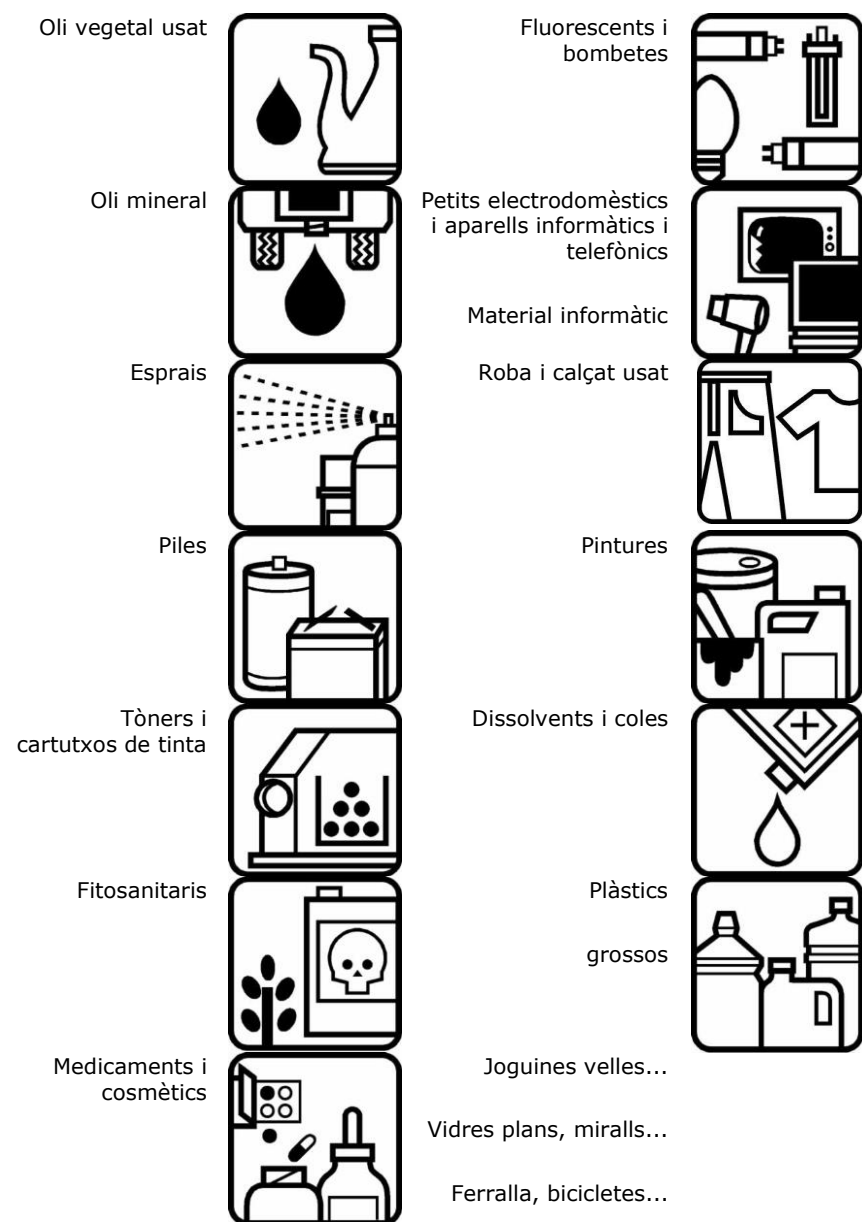 Oli vegetal usat
Oli mineral
Esprais
Piles
Tòners i
cartutxos de tinta
Fitosanitaris
Medicaments i
cosmètics
Fluorescents i
bombetes
Petits electrodomèstics
i aparells informàtics i
telefònics
Material informàtic
Roba i calçat usat
Pintures
Dissolvents i coles
Plàstics
grossos
Joguines velles...
Vidres plans, miralls...
Ferralla, bicicletes...